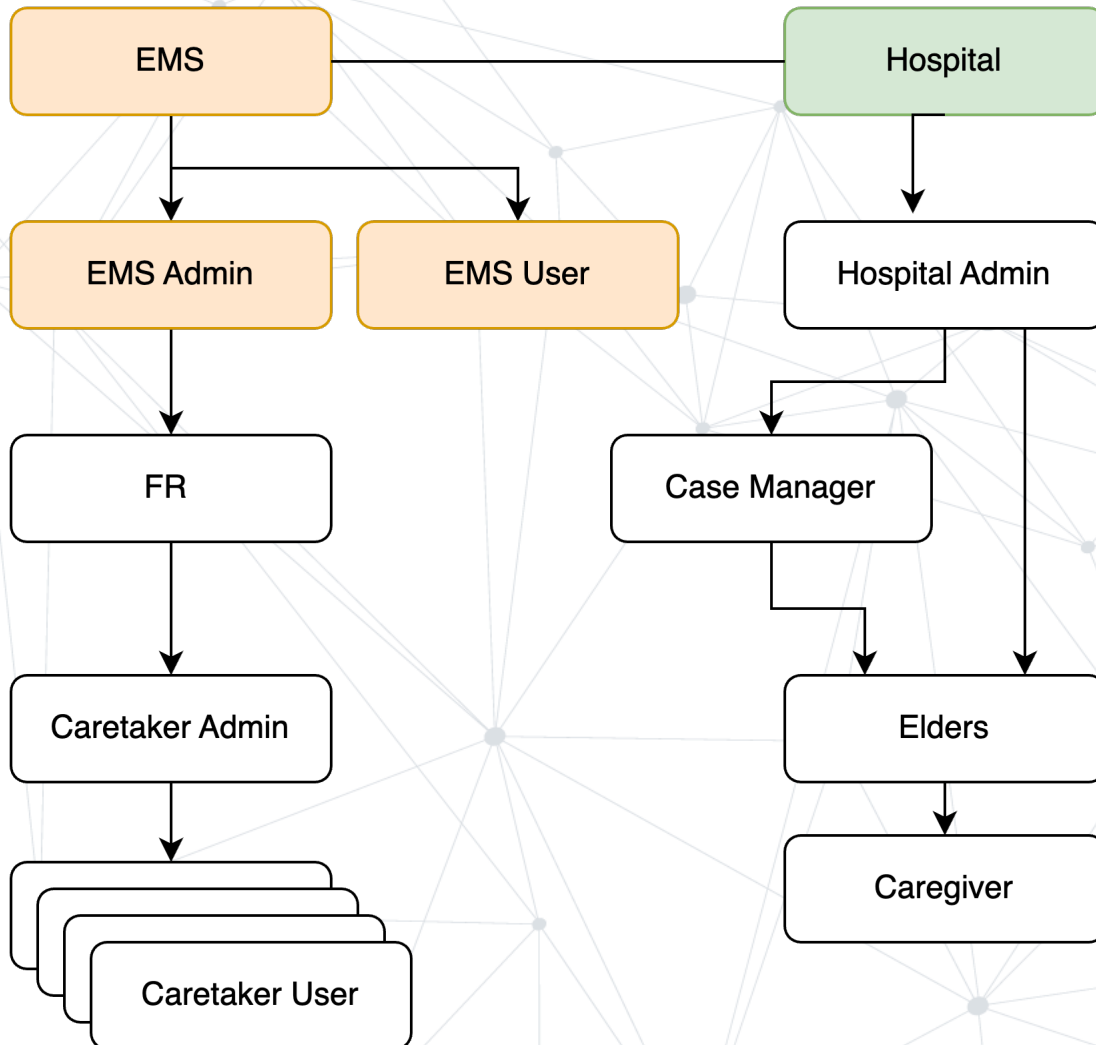 EMS
Hospital
EMS Admin
EMS User
Hospital Admin
FR
Case Manager
Caretaker Admin
Elders
Caregiver
Caretaker User